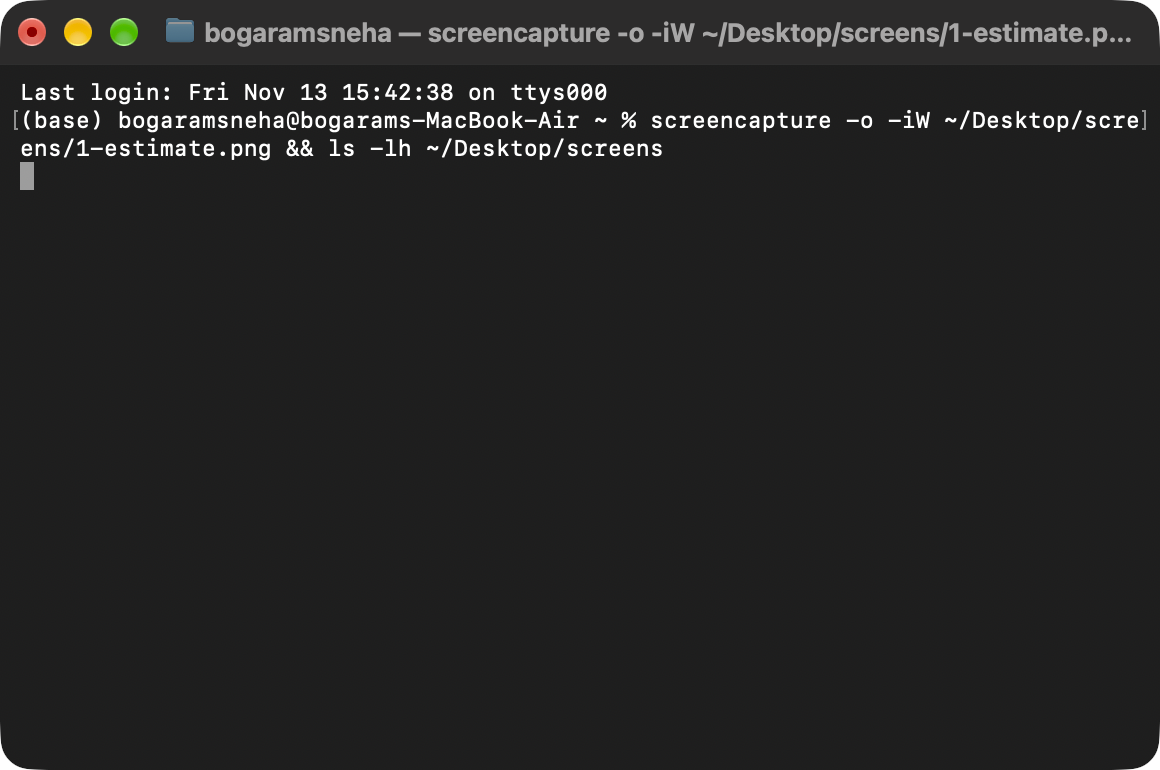 bogaramsneha — screencapture -o -iW ~/Desktop/screens/1-estimate.p...
Last login: Fri Nov 13 15:42:38 on ttys000
[(base) bogaramsneha@bogarams-MacBook-Air ~ % screencapture -o -iW ~/Desktop/scre]
ens/1-estimate.png && ls -lh ~/Desktop/screens